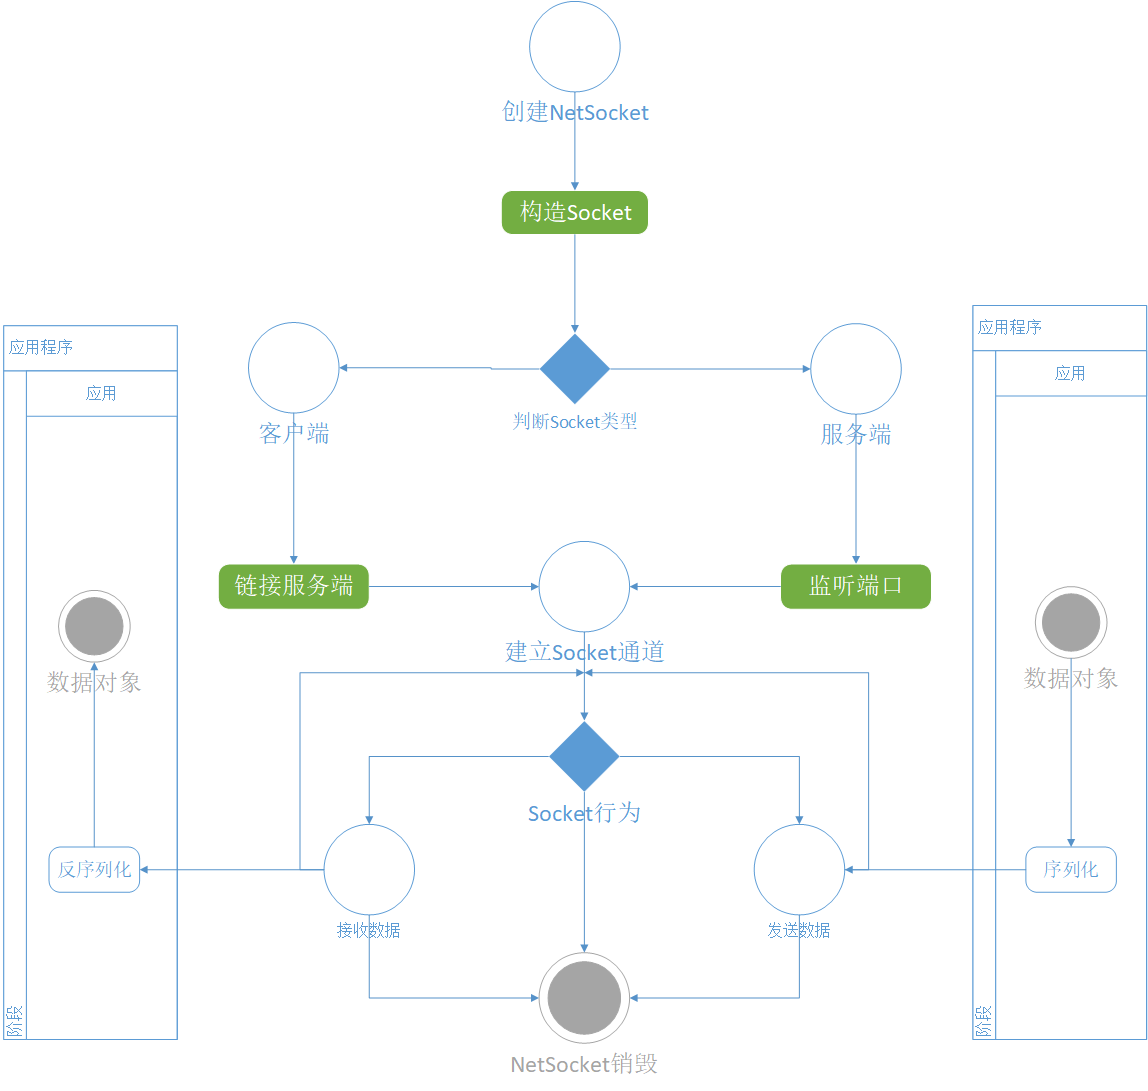 创建NetSocket
构造Socket
应用程序
应用程序
应用
应用
判断Socket类型
客户端
服务端
链接服务端
监听端口
建立Socket通道
数据对象
数据对象
Socket行为
反序列化
序列化
接收数据
发送数据
阶段
阶段
NetSocket销毁